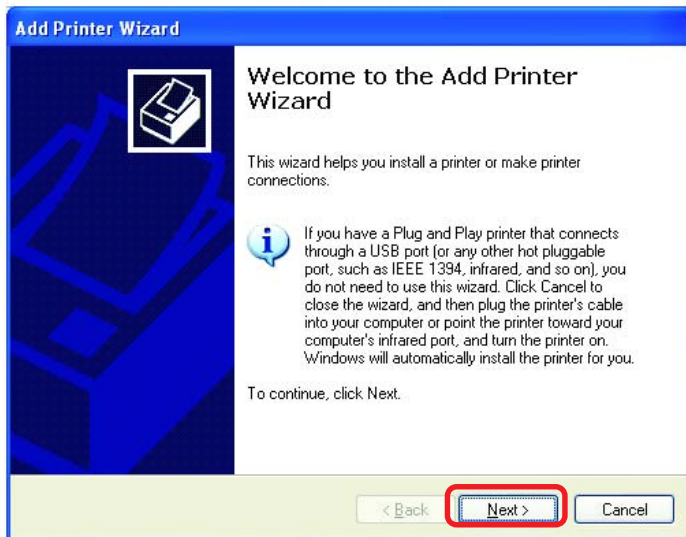 Add Printer Wizard
Welcome to the Add Printer
Wizard
This wizard helps you install a printer or make printer
connections.
If you have a Plug and Play printer that connects
through a USB port (or any other hot pluggable
port, such as IEEE 1394, infrared, and so on), you
do not need to use this wizard. Click Cancel to
close the wizard, and then plug the printer's cable
into your computer or point the printer toward your
computer's infrared port, and turn the printer on.
Windows will automatically install the printer for you.
To continue, click Next.
< Back Next > Cancel